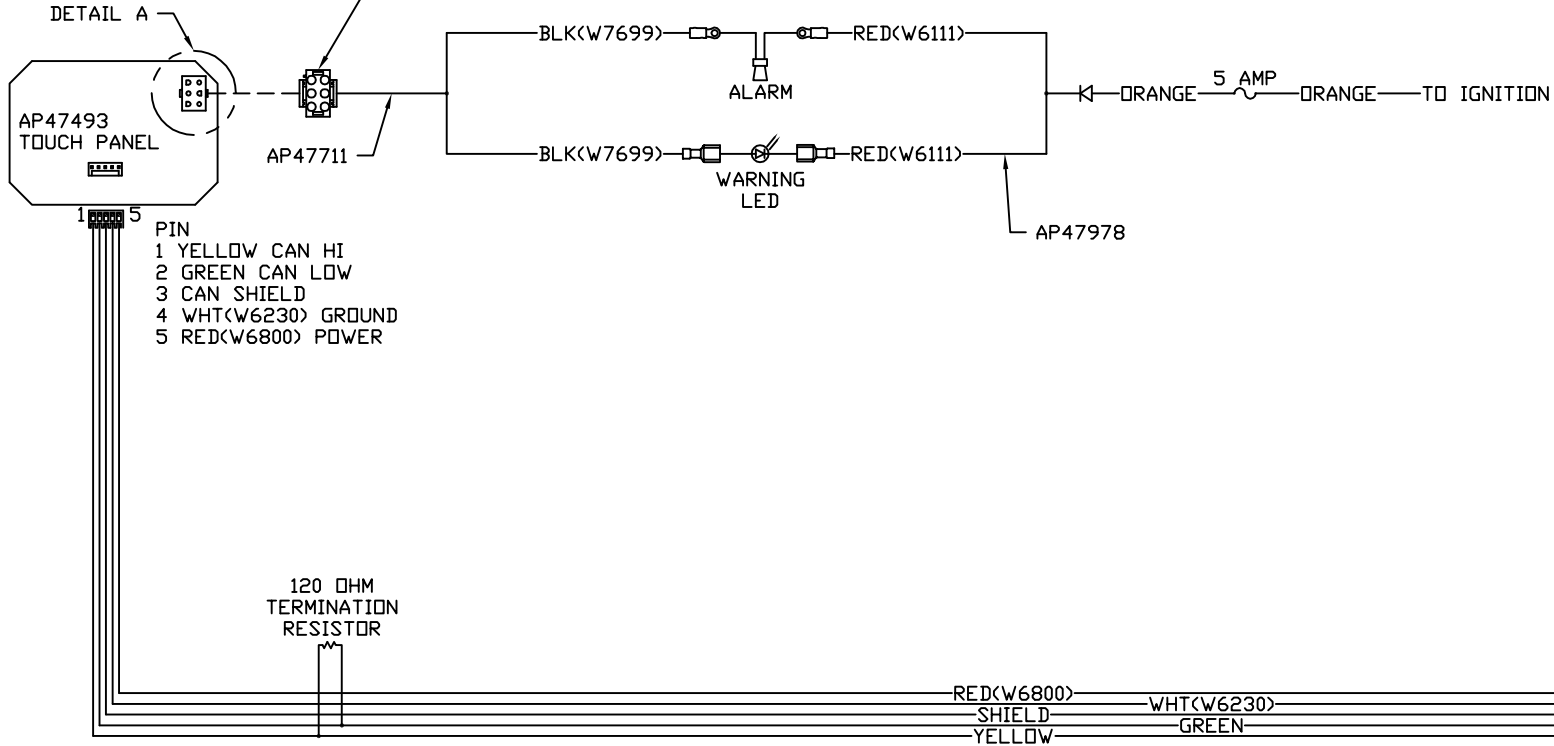 DETAIL A
BLK(W7699)
RED(W6111)
ALARM
5 AMP
ORANGE
ORANGE
TO IGNITION
AP47493
TOUCH PANEL
AP47711
BLK(W7699)
RED(W6111)
WARNING
LED
AP47978
1
5
PIN
1 YELLOW CAN HI
2 GREEN CAN LOW
3 CAN SHIELD
4 WHT(W6230) GROUND
5 RED(W6800) POWER
120 OHM
TERMINATION
RESISTOR
RED(W6800)
WHT(W6230)
SHIELD
GREEN
YELLOW